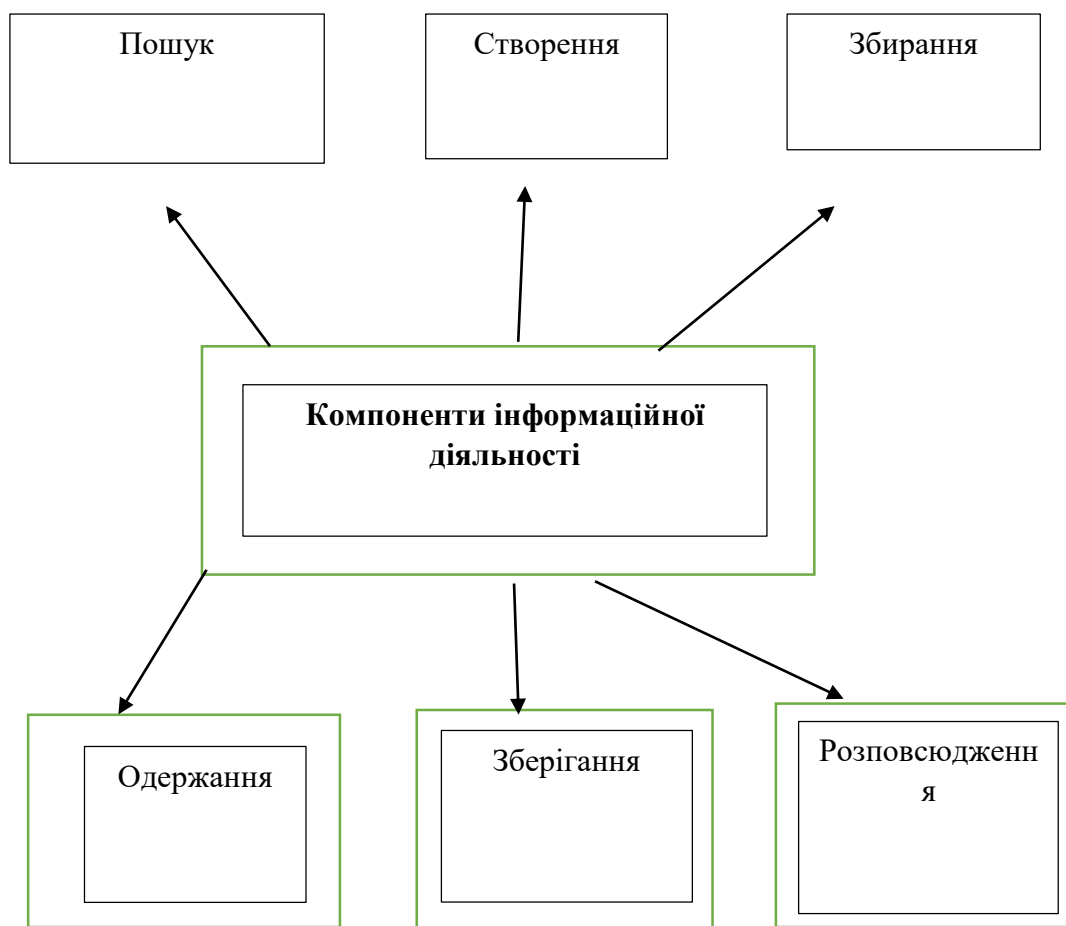 Пошук
Створення
Збирання
Компоненти інформаційної
діяльності
Одержання
Зберігання
Розповсюдженн
я